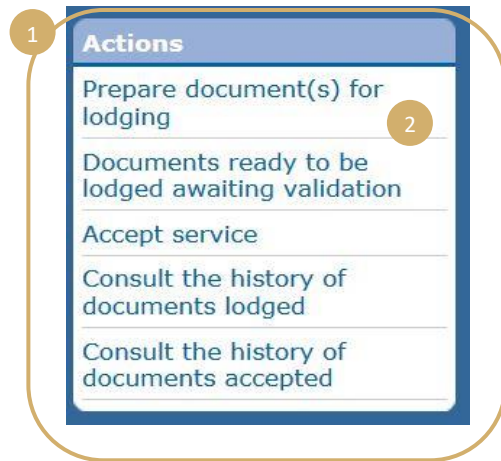 1
Actions
Prepare document(s) for
lodging
2
Documents ready to be
lodged awaiting validation
Accept service
Consult the history of
documents lodged
Consult the history of
documents accepted